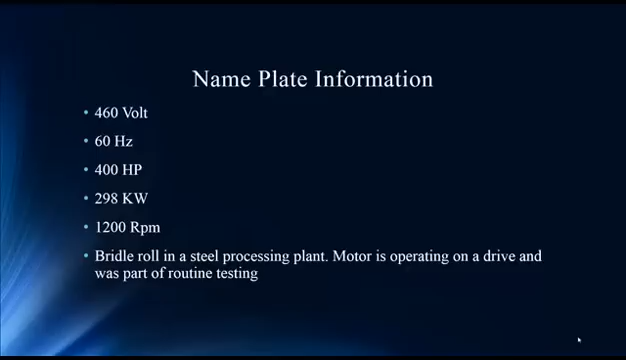 Name Plate Information
• 460 Volt
• 60 Hz
• 400 HP
• 298 KW
• 1200 Rpm
• Bridle roll in a steel processing plant. Motor is operating on a drive and
was part of routine testing